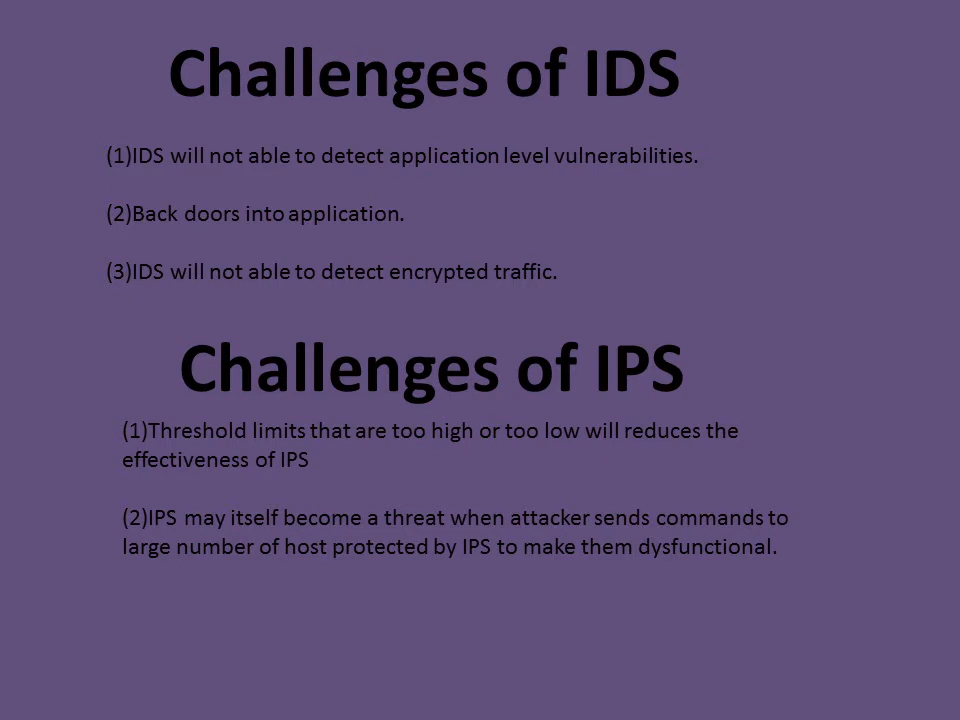 Challenges of IDS
(1)IDS will not able to detect application level vulnerabilities.
(2)Back doors into application.
(3)IDS will not able to detect encrypted traffic.
Challenges of IPS
(1)Threshold limits that are too high or too low will reduces the
effectiveness of IPS
(2)IPS may itself become a threat when attacker sends commands to
large number of host protected by IPS to make them dysfunctional.